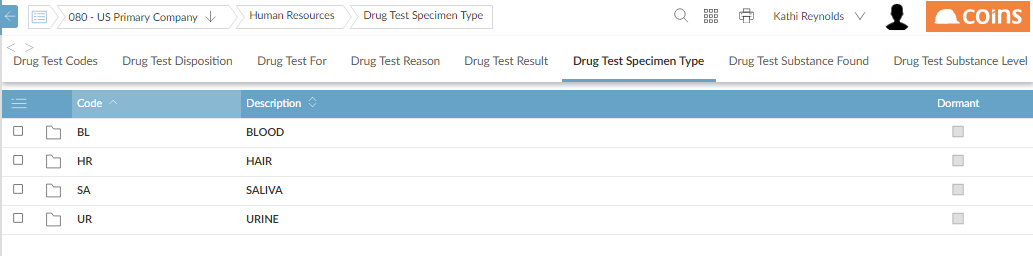 080 - US Primary Company Human Resources Drug Test Specimen Type Kathi Reynolds coins
Drug Test Codes Drug Test Disposition Drug Test For Drug Test Reason Drug Test Result Drug Test Specimen Type Drug Test Substance Found Drug Test Substance Level
Code Description Dormant
BL BLOOD
HR HAIR
SA SALIVA
UR URINE